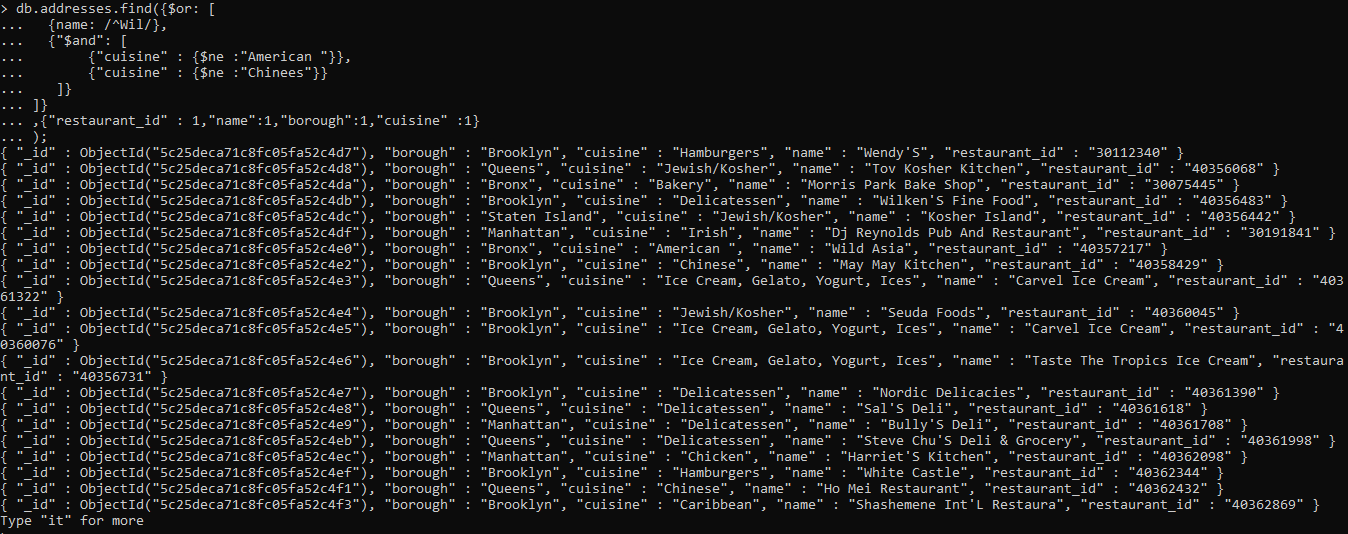 > db.addresses.find({$or: [
...   {name: /^Wil/},
...   {"$and": [
...        {"cuisine" : {$ne :"American "}},
...        {"cuisine" : {$ne :"Chinees"}}
...    ]}
... ]}
... ,{"restaurant_id" : 1,"name":1,"borough":1,"cuisine" :1}
... );
{ "_id" : ObjectId("5c25deca71c8fc05fa52c4d7"), "borough" : "Brooklyn", "cuisine" : "Hamburgers", "name" : "Wendy'S", "restaurant_id" : "30112340" }
{ "_id" : ObjectId("5c25deca71c8fc05fa52c4d8"), "borough" : "Queens", "cuisine" : "Jewish/Kosher", "name" : "Tov Kosher Kitchen", "restaurant_id" : "40356068" }
{ "_id" : ObjectId("5c25deca71c8fc05fa52c4da"), "borough" : "Bronx", "cuisine" : "Bakery", "name" : "Morris Park Bake Shop", "restaurant_id" : "30075445" }
{ "_id" : ObjectId("5c25deca71c8fc05fa52c4db"), "borough" : "Brooklyn", "cuisine" : "Delicatessen", "name" : "Wilken'S Fine Food", "restaurant_id" : "40356483" }
{ "_id" : ObjectId("5c25deca71c8fc05fa52c4dc"), "borough" : "Staten Island", "cuisine" : "Jewish/Kosher", "name" : "Kosher Island", "restaurant_id" : "40356442" }
{ "_id" : ObjectId("5c25deca71c8fc05fa52c4df"), "borough" : "Manhattan", "cuisine" : "Irish", "name" : "Dj Reynolds Pub And Restaurant", "restaurant_id" : "30191841" }
{ "_id" : ObjectId("5c25deca71c8fc05fa52c4e0"), "borough" : "Bronx", "cuisine" : "American ", "name" : "Wild Asia", "restaurant_id" : "40357217" }
{ "_id" : ObjectId("5c25deca71c8fc05fa52c4e2"), "borough" : "Brooklyn", "cuisine" : "Chinese", "name" : "May May Kitchen", "restaurant_id" : "40358429" }
{ "_id" : ObjectId("5c25deca71c8fc05fa52c4e3"), "borough" : "Queens", "cuisine" : "Ice Cream, Gelato, Yogurt, Ices", "name" : "Carvel Ice Cream", "restaurant_id" : "403
61322" }
{ "_id" : ObjectId("5c25deca71c8fc05fa52c4e4"), "borough" : "Brooklyn", "cuisine" : "Jewish/Kosher", "name" : "Seuda Foods", "restaurant_id" : "40360045" }
{ "_id" : ObjectId("5c25deca71c8fc05fa52c4e5"), "borough" : "Brooklyn", "cuisine" : "Ice Cream, Gelato, Yogurt, Ices", "name" : "Carvel Ice Cream", "restaurant_id" : "4
0360076" }
{ "_id" : ObjectId("5c25deca71c8fc05fa52c4e6"), "borough" : "Brooklyn", "cuisine" : "Ice Cream, Gelato, Yogurt, Ices", "name" : "Taste The Tropics Ice Cream", "restaura
nt_id" : "40356731" }
{ "_id" : ObjectId("5c25deca71c8fc05fa52c4e7"), "borough" : "Brooklyn", "cuisine" : "Delicatessen", "name" : "Nordic Delicacies", "restaurant_id" : "40361390" }
{ "_id" : ObjectId("5c25deca71c8fc05fa52c4e8"), "borough" : "Queens", "cuisine" : "Delicatessen", "name" : "Sal'S Deli", "restaurant_id" : "40361618" }
{ "_id" : ObjectId("5c25deca71c8fc05fa52c4e9"), "borough" : "Manhattan", "cuisine" : "Delicatessen", "name" : "Bully'S Deli", "restaurant_id" : "40361708" }
{ "_id" : ObjectId("5c25deca71c8fc05fa52c4eb"), "borough" : "Queens", "cuisine" : "Delicatessen", "name" : "Steve Chu'S Deli & Grocery", "restaurant_id" : "40361998" }
{ "_id" : ObjectId("5c25deca71c8fc05fa52c4ec"), "borough" : "Manhattan", "cuisine" : "Chicken", "name" : "Harriet'S Kitchen", "restaurant_id" : "40362098" }
{ "_id" : ObjectId("5c25deca71c8fc05fa52c4ef"), "borough" : "Brooklyn", "cuisine" : "Hamburgers", "name" : "White Castle", "restaurant_id" : "40362344" }
{ "_id" : ObjectId("5c25deca71c8fc05fa52c4f1"), "borough" : "Queens", "cuisine" : "Chinese", "name" : "Ho Mei Restaurant", "restaurant_id" : "40362432" }
{ "_id" : ObjectId("5c25deca71c8fc05fa52c4f3"), "borough" : "Brooklyn", "cuisine" : "Caribbean", "name" : "Shashemene Int'L Restaura", "restaurant_id" : "40362869" }
Type "it" for more